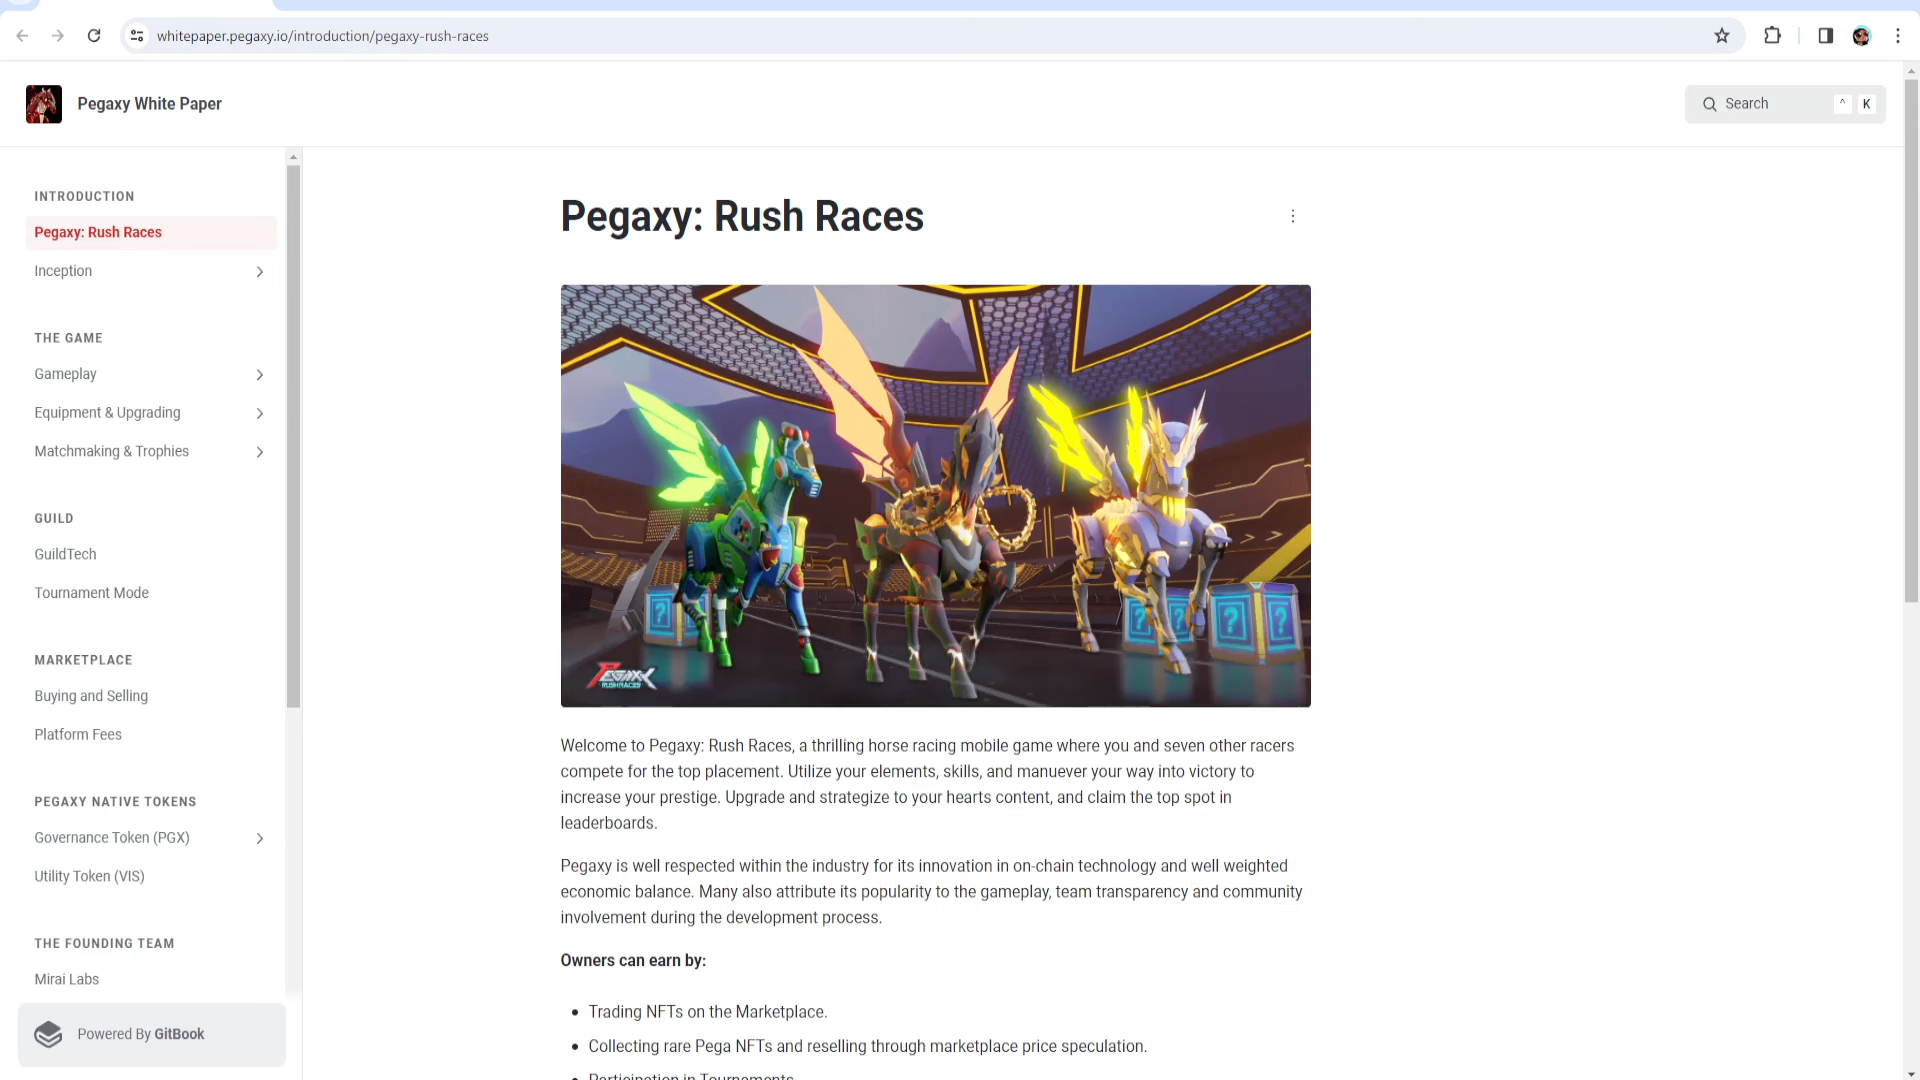 whitepaper.pegaxy.io/introduction/pegaxy-rush-races
Pegaxy White Paper
Search
^ K
INTRODUCTION
Pegaxy: Rush Races
Inception
THE GAME
Gameplay
Equipment & Upgrading
Matchmaking & Trophies
GUILD
GuildTech
Tournament Mode
MARKETPLACE
Buying and Selling
Platform Fees
PEGAXY NATIVE TOKENS
Governance Token (PGX)
Utility Token (VIS)
THE FOUNDING TEAM
Mirai Labs
Powered By GitBook
Pegaxy: Rush Races
? ? ? ? ?
PEGAXY
RUSH RACES
Welcome to Pegaxy: Rush Races, a thrilling horse racing mobile game where you and seven other racers
compete for the top placement. Utilize your elements, skills, and manuever your way into victory to
increase your prestige. Upgrade and strategize to your hearts content, and claim the top spot in
leaderboards.
Pegaxy is well respected within the industry for its innovation in on-chain technology and well weighted
economic balance. Many also attribute its popularity to the gameplay, team transparency and community
involvement during the development process.
Owners can earn by:
• Trading NFTs on the Marketplace.
• Collecting rare Pega NFTs and reselling through marketplace price speculation.
• Participation in Tournaments